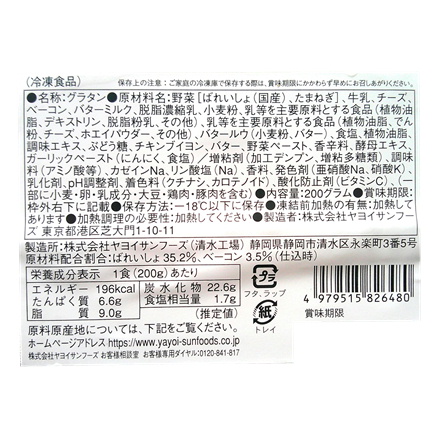 (冷凍食品) 保存上の注意:ご家庭の冷凍庫で保存する際は、賞味期限にかかわらず早めにお召しあがりください。
●名称:グラタン●原材料名:野菜[ばれいしょ(国産)、たまねぎ]、牛乳、チーズ、
ベーコン、バターミルク、脱脂濃縮乳、小麦粉、乳等を主要原料とする食品(植物油
脂、デキストリン、脱脂粉乳、その他)、乳等を主要原料とする食品(植物油脂、でん
粉、チーズ、ホエイパウダー、その他)、バタールウ(小麦粉、バター)、食塩、植物油脂、
調味エキス、ぶどう糖、チキンブイヨン、バター、野菜ペースト、香辛料、酵母エキス、
ガーリックペースト(にんにく、食塩)/増粘剤(加工デンプン、増粘多糖類)、調味
料(アミノ酸等)、カゼインNa、リン酸塩(Na)、香料、発色剤(亜硝酸Na、硝酸K)、
乳化剤、pH調整剤、着色料(クチナシ、カロテノイド)、酸化防止剤(ビタミンC)、(一
部に小麦・卵・乳成分・大豆・鶏肉・豚肉を含む)●内容量:200グラム●賞味期限:
枠外右下に記載●保存方法:-18℃以下で保存●凍結前加熱の有無:加熱して
あります●加熱調理の必要性:加熱してください●製造者:株式会社ヤヨイサンフーズ
東京都港区芝大門1-10-11
製造所:株式会社ヤヨイサンフーズ(清水工場) 静岡県静岡市清水区永楽町3番5号
原材料配合割合:ばれいしょ 35.2%、ベーコン 3.5%(仕込時)
栄養成分表示 1食(200g)あたり
エネルギー 196kcal 炭水化物 22.6g
たんぱく質 6.6g 食塩相当量 1.7g
脂質 9.0g (推定値)
原料原産地については、下記をご覧ください。
ホームページアドレス https://www.yayoi-sunfoods.co.jp
株式会社ヤヨイサンフーズ お客様相談室 お客様専用ダイヤル:0120-841-817
プラ
フタ、ラップ
紙
トレイ
4 979515 826480
賞味期限